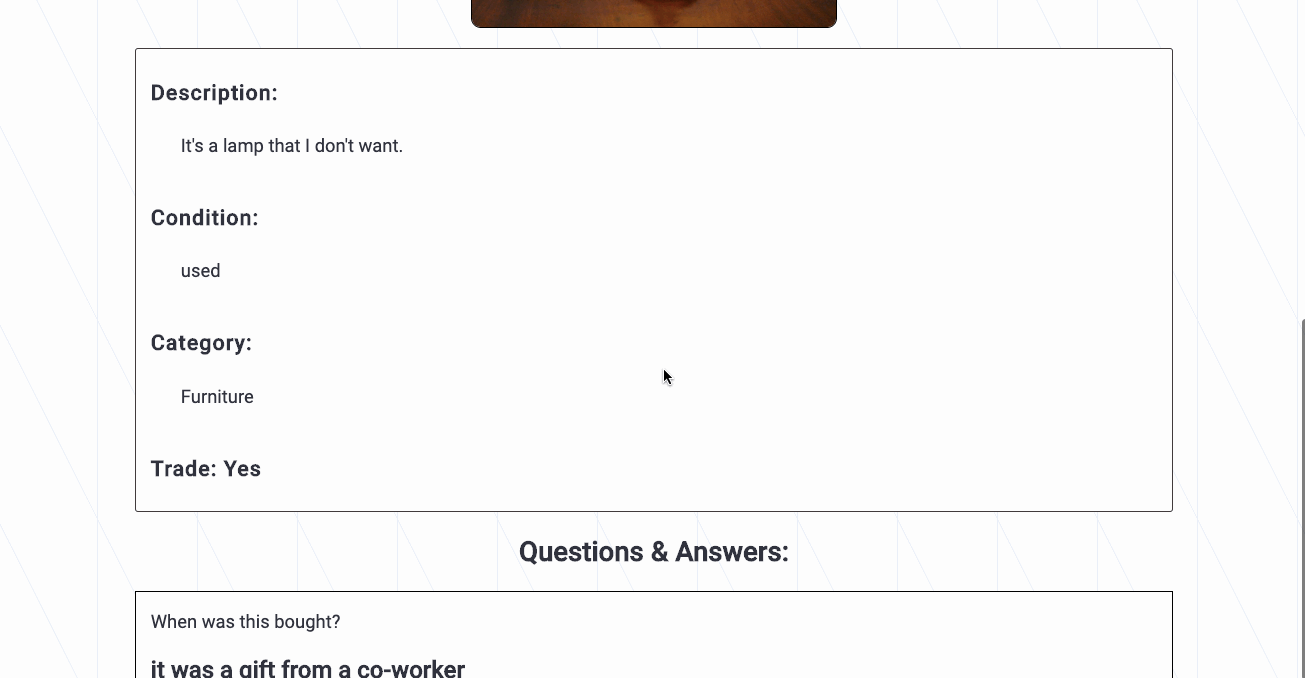 Description:
It's a lamp that I don't want.
Condition:
used
Category:
Furniture
Trade: Yes
Questions & Answers:
When was this bought?
it was a gift from a co-worker